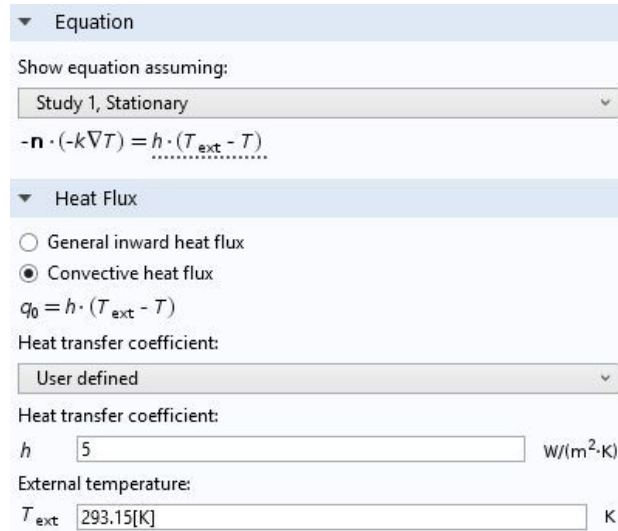 Equation
Show equation assuming:
Study 1, Stationary
-n · (-k∇T) = h · (T_ext - T)
Heat Flux
General inward heat flux
Convective heat flux
q₀ = h · (T_ext - T)
Heat transfer coefficient:
User defined
Heat transfer coefficient:
h 5 W/(m²·K)
External temperature:
T_ext 293.15[K] K